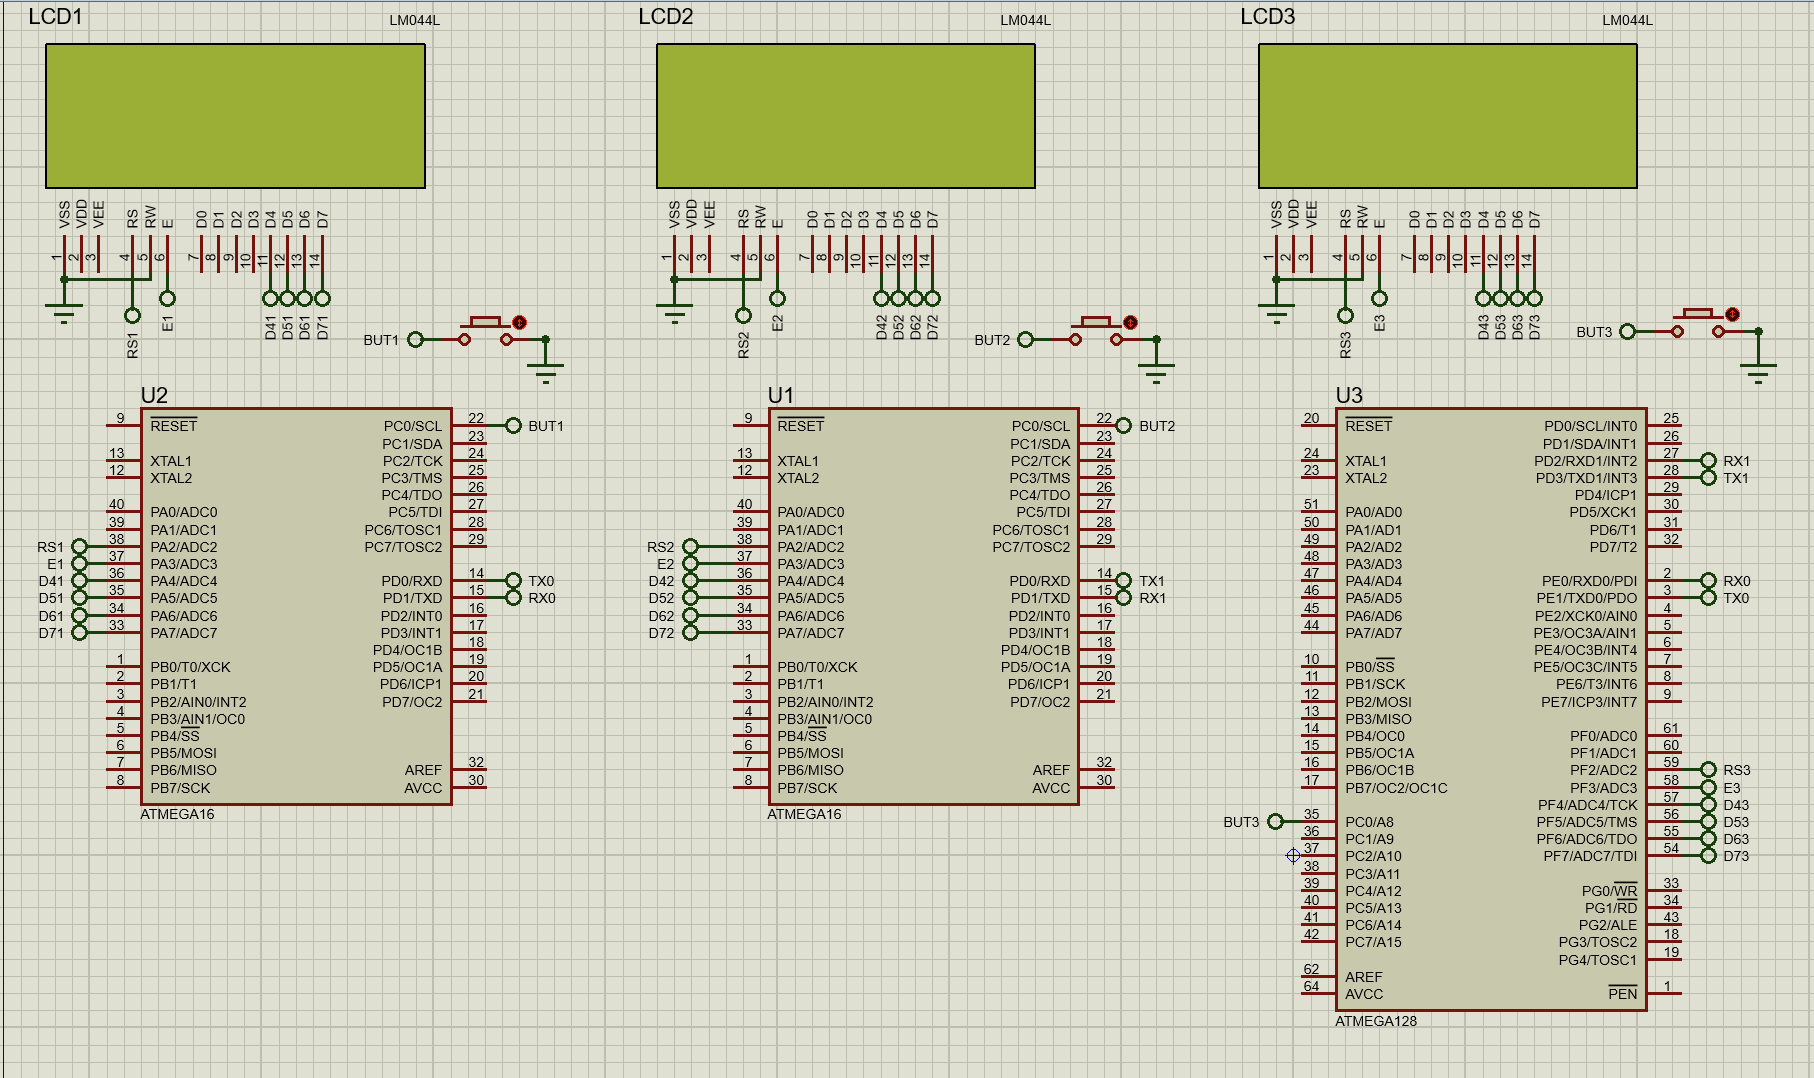 LCD1
LM044L
VSS
VDD
VEE
RS
RW
E
D0
D1
D2
D3
D4
D5
D6
D7
1
2
3
4
5
6
7
8
9
10
11
12
13
14
RS1
E1
D41
D51
D61
D71
BUT1
LCD2
LM044L
VSS
VDD
VEE
RS
RW
E
D0
D1
D2
D3
D4
D5
D6
D7
1
2
3
4
5
6
7
8
9
10
11
12
13
14
RS2
E2
D42
D52
D62
D72
BUT2
LCD3
LM044L
VSS
VDD
VEE
RS
RW
E
D0
D1
D2
D3
D4
D5
D6
D7
1
2
3
4
5
6
7
8
9
10
11
12
13
14
RS3
E3
D43
D53
D63
D73
BUT3
U2
9 RESET
13 XTAL1
12 XTAL2
40 PA0/ADC0
39 PA1/ADC1
RS1 38 PA2/ADC2
E1 37 PA3/ADC3
D41 36 PA4/ADC4
D51 35 PA5/ADC5
D61 34 PA6/ADC6
D71 33 PA7/ADC7
1 PB0/T0/XCK
2 PB1/T1
3 PB2/AIN0/INT2
4 PB3/AIN1/OC0
5 PB4/SS
6 PB5/MOSI
7 PB6/MISO
8 PB7/SCK
PC0/SCL 22 BUT1
PC1/SDA 23
PC2/TCK 24
PC3/TMS 25
PC4/TDO 26
PC5/TDI 27
PC6/TOSC1 28
PC7/TOSC2 29
PD0/RXD 14 TX0
PD1/TXD 15 RX0
PD2/INT0 16
PD3/INT1 17
PD4/OC1B 18
PD5/OC1A 19
PD6/ICP1 20
PD7/OC2 21
AREF 32
AVCC 30
ATMEGA16
U1
9 RESET
13 XTAL1
12 XTAL2
40 PA0/ADC0
39 PA1/ADC1
RS2 38 PA2/ADC2
E2 37 PA3/ADC3
D42 36 PA4/ADC4
D52 35 PA5/ADC5
D62 34 PA6/ADC6
D72 33 PA7/ADC7
1 PB0/T0/XCK
2 PB1/T1
3 PB2/AIN0/INT2
4 PB3/AIN1/OC0
5 PB4/SS
6 PB5/MOSI
7 PB6/MISO
8 PB7/SCK
PC0/SCL 22 BUT2
PC1/SDA 23
PC2/TCK 24
PC3/TMS 25
PC4/TDO 26
PC5/TDI 27
PC6/TOSC1 28
PC7/TOSC2 29
PD0/RXD 14 TX1
PD1/TXD 15 RX1
PD2/INT0 16
PD3/INT1 17
PD4/OC1B 18
PD5/OC1A 19
PD6/ICP1 20
PD7/OC2 21
AREF 32
AVCC 30
ATMEGA16
U3
20 RESET
24 XTAL1
23 XTAL2
51 PA0/AD0
50 PA1/AD1
49 PA2/AD2
48 PA3/AD3
47 PA4/AD4
46 PA5/AD5
45 PA6/AD6
44 PA7/AD7
10 PB0/SS
11 PB1/SCK
12 PB2/MOSI
13 PB3/MISO
14 PB4/OC0
15 PB5/OC1A
16 PB6/OC1B
17 PB7/OC2/OC1C
BUT3 35 PC0/A8
36 PC1/A9
37 PC2/A10
38 PC3/A11
39 PC4/A12
40 PC5/A13
41 PC6/A14
42 PC7/A15
62 AREF
64 AVCC
PD0/SCL/INT0 25
PD1/SDA/INT1 26
PD2/RXD1/INT2 27 RX1
PD3/TXD1/INT3 28 TX1
PD4/ICP1 29
PD5/XCK1 30
PD6/T1 31
PD7/T2 32
PE0/RXD0/PDI 2 RX0
PE1/TXD0/PDO 3 TX0
PE2/XCK0/AIN0 4
PE3/OC3A/AIN1 5
PE4/OC3B/INT4 6
PE5/OC3C/INT5 7
PE6/T3/INT6 8
PE7/ICP3/INT7 9
PF0/ADC0 61
PF1/ADC1 60
PF2/ADC2 59 RS3
PF3/ADC3 58 E3
PF4/ADC4/TCK 57 D43
PF5/ADC5/TMS 56 D53
PF6/ADC6/TDO 55 D63
PF7/ADC7/TDI 54 D73
PG0/WR 33
PG1/RD 34
PG2/ALE 43
PG3/TOSC2 18
PG4/TOSC1 19
PEN 1
ATMEGA128